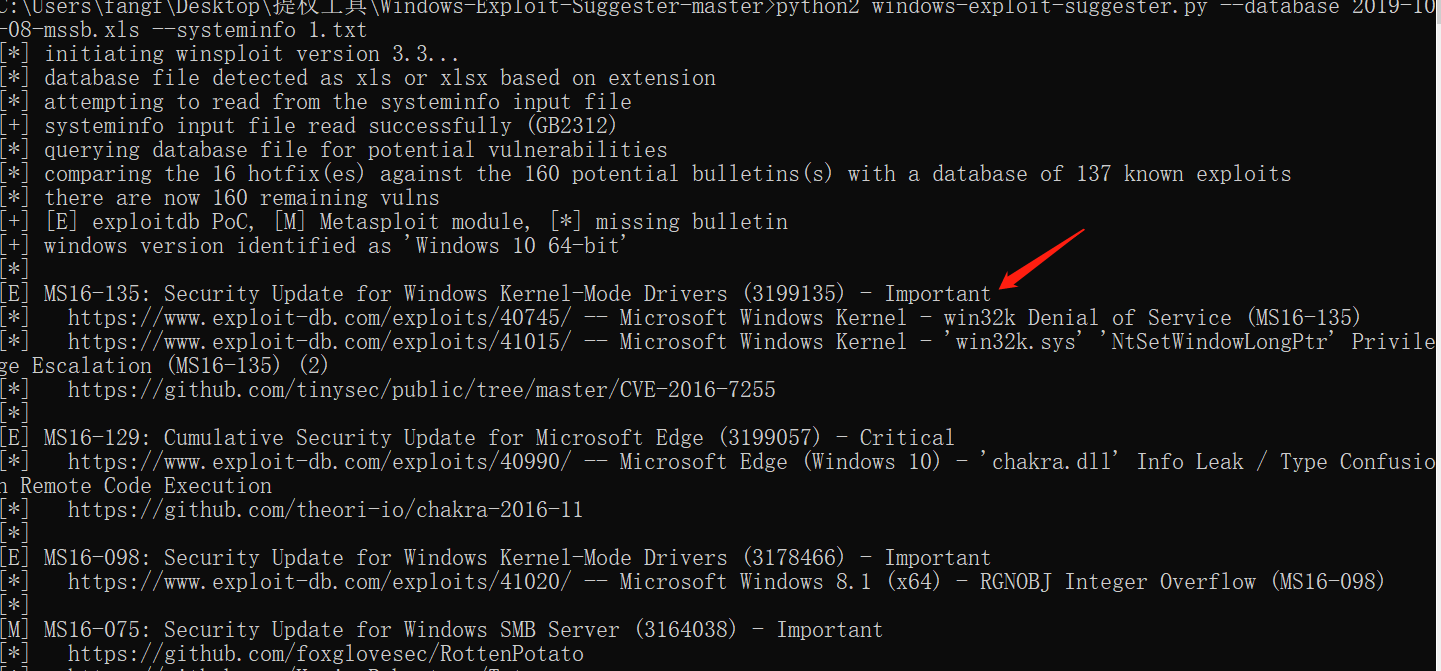 C:\Users\fangf\Desktop\提权工具\Windows-Exploit-Suggester-master>python2 windows-exploit-suggester.py --database 2019-10
-08-mssb.xls --systeminfo 1.txt
[*] initiating winsploit version 3.3...
[*] database file detected as xls or xlsx based on extension
[*] attempting to read from the systeminfo input file
[+] systeminfo input file read successfully (GB2312)
[*] querying database file for potential vulnerabilities
[*] comparing the 16 hotfix(es) against the 160 potential bulletins(s) with a database of 137 known exploits
[*] there are now 160 remaining vulns
[+] [E] exploitdb PoC, [M] Metasploit module, [*] missing bulletin
[+] windows version identified as 'Windows 10 64-bit'
[*]
[E] MS16-135: Security Update for Windows Kernel-Mode Drivers (3199135) - Important
[*]   https://www.exploit-db.com/exploits/40745/ -- Microsoft Windows Kernel - win32k Denial of Service (MS16-135)
[*]   https://www.exploit-db.com/exploits/41015/ -- Microsoft Windows Kernel - 'win32k.sys' 'NtSetWindowLongPtr' Privile
ge Escalation (MS16-135) (2)
[*]   https://github.com/tinysec/public/tree/master/CVE-2016-7255
[*]
[E] MS16-129: Cumulative Security Update for Microsoft Edge (3199057) - Critical
[*]   https://www.exploit-db.com/exploits/40990/ -- Microsoft Edge (Windows 10) - 'chakra.dll' Info Leak / Type Confusio
n Remote Code Execution
[*]   https://github.com/theori-io/chakra-2016-11
[*]
[E] MS16-098: Security Update for Windows Kernel-Mode Drivers (3178466) - Important
[*]   https://www.exploit-db.com/exploits/41020/ -- Microsoft Windows 8.1 (x64) - RGNOBJ Integer Overflow (MS16-098)
[*]
[M] MS16-075: Security Update for Windows SMB Server (3164038) - Important
[*]   https://github.com/foxglovesec/RottenPotato